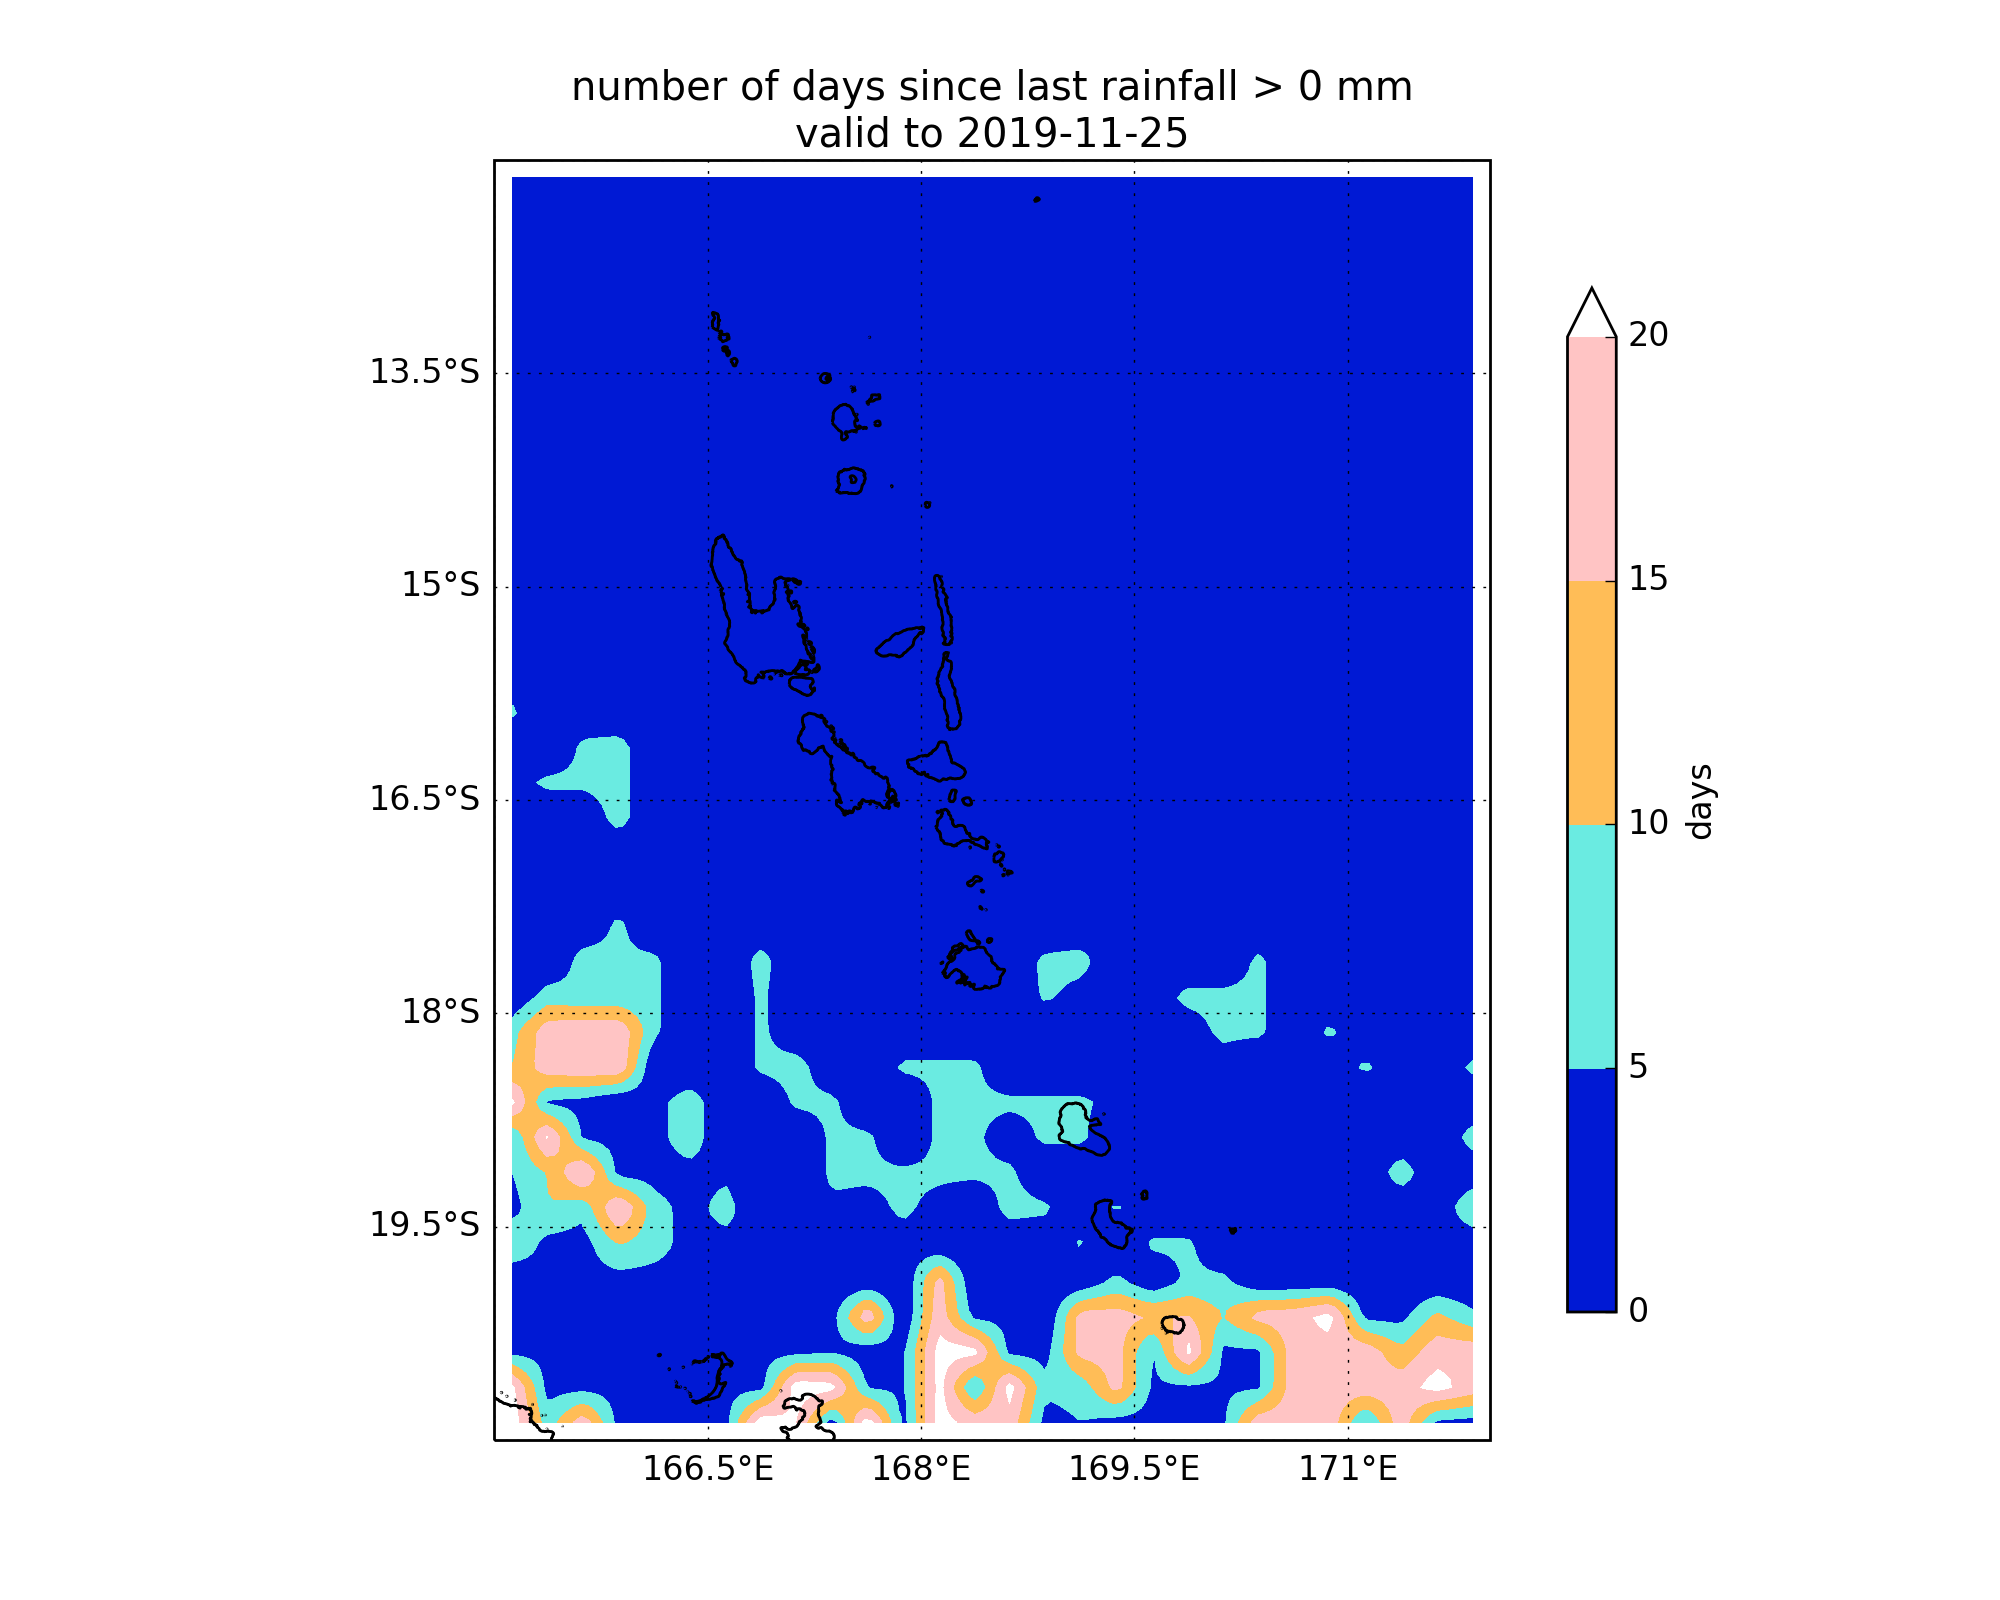 number of days since last rainfall > 0 mm
valid to 2019-11-25
13.5°S
15°S
16.5°S
18°S
19.5°S
166.5°E
168°E
169.5°E
171°E
20
15
10
5
0
days